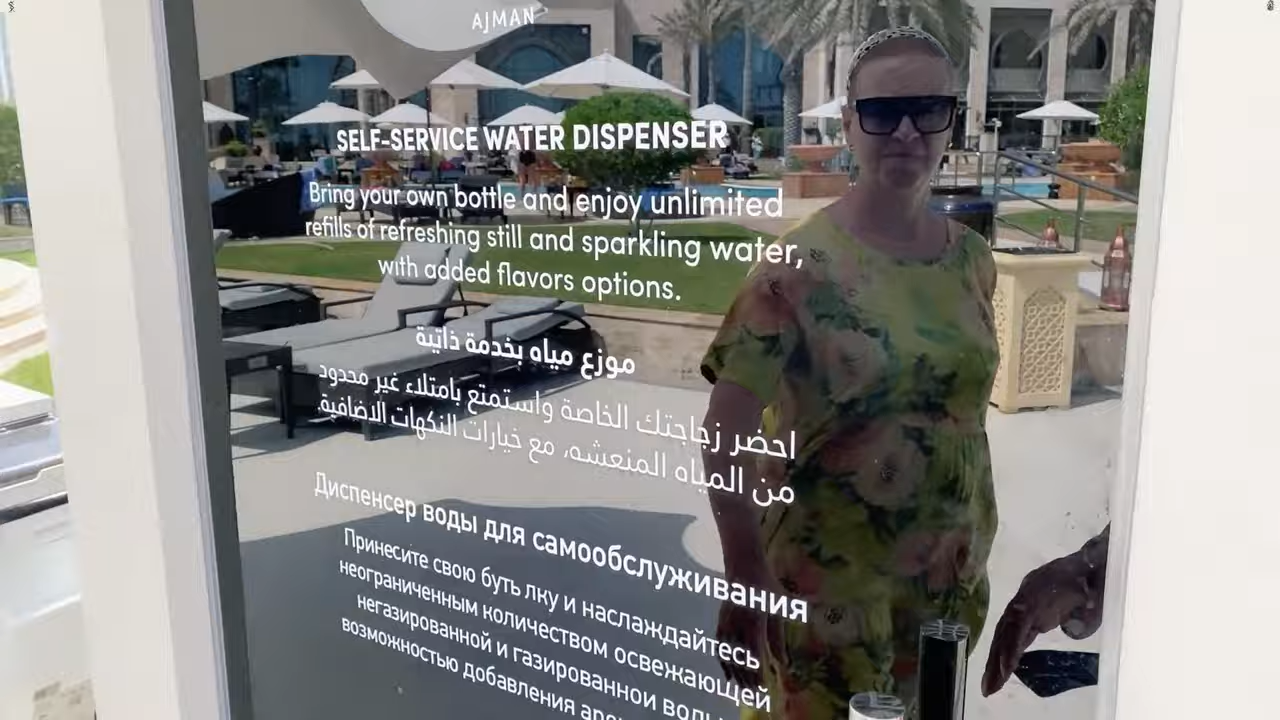 AJMAN
SELF-SERVICE WATER DISPENSER
Bring your own bottle and enjoy unlimited
refills of refreshing still and sparkling water,
with added flavors options.
موزع مياه بخدمة ذاتية
احضر زجاجتك الخاصة واستمتع بامتلاء غير محدود
من المياه المنعشه، مع خيارات النكهات الاضافية.
Диспенсер воды для самообслуживания
Принесите свою буть лку и наслаждайтесь
неограниченным количеством освежающей
негазированной и газированнои воды
возможностью добавления